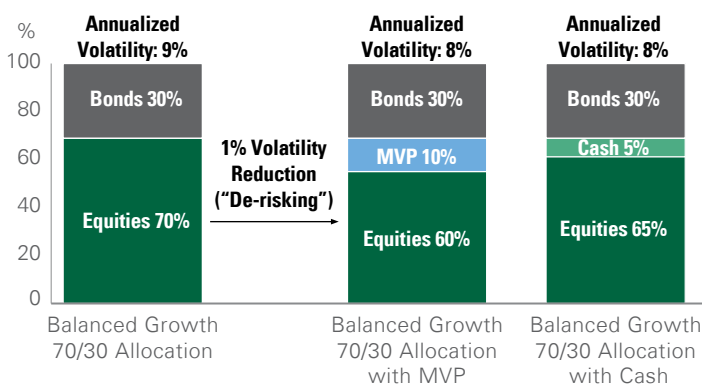 %
100
80
60
40
20
0
Annualized
Volatility: 9%
Bonds 30%
Equities 70%
Balanced Growth
70/30 Allocation
1% Volatility
Reduction
(“De-risking”)
Annualized
Volatility: 8%
Bonds 30%
MVP 10%
Equities 60%
Balanced Growth
70/30 Allocation
with MVP
Annualized
Volatility: 8%
Bonds 30%
Cash 5%
Equities 65%
Balanced Growth
70/30 Allocation
with Cash